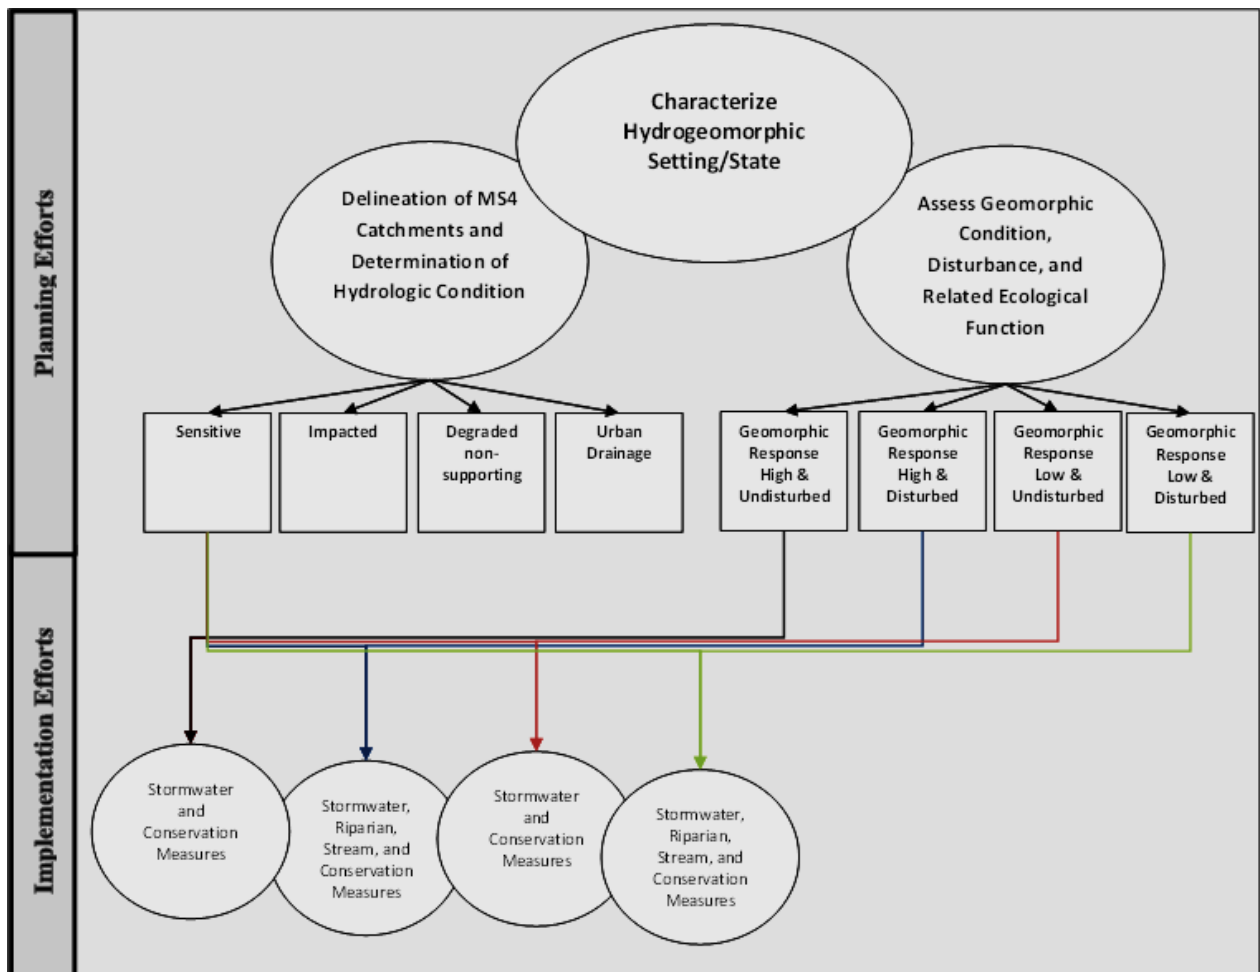 Planning Efforts
Characterize
Hydrogeomorphic
Setting/State
Delineation of MS4
Catchments and
Determination of
Hydrologic Condition
Assess Geomorphic
Condition,
Disturbance, and
Related Ecological
Function
Sensitive
Impacted
Degraded
non-
supporting
Urban
Drainage
Geomorphic
Response
High &
Undisturbed
Geomorphic
Response
High &
Disturbed
Geomorphic
Response
Low &
Undisturbed
Geomorphic
Response
Low &
Disturbed
Implementation Efforts
Stormwater
and
Conservation
Measures
Stormwater,
Riparian,
Stream, and
Conservation
Measures
Stormwater
and
Conservation
Measures
Stormwater,
Riparian,
Stream, and
Conservation
Measures